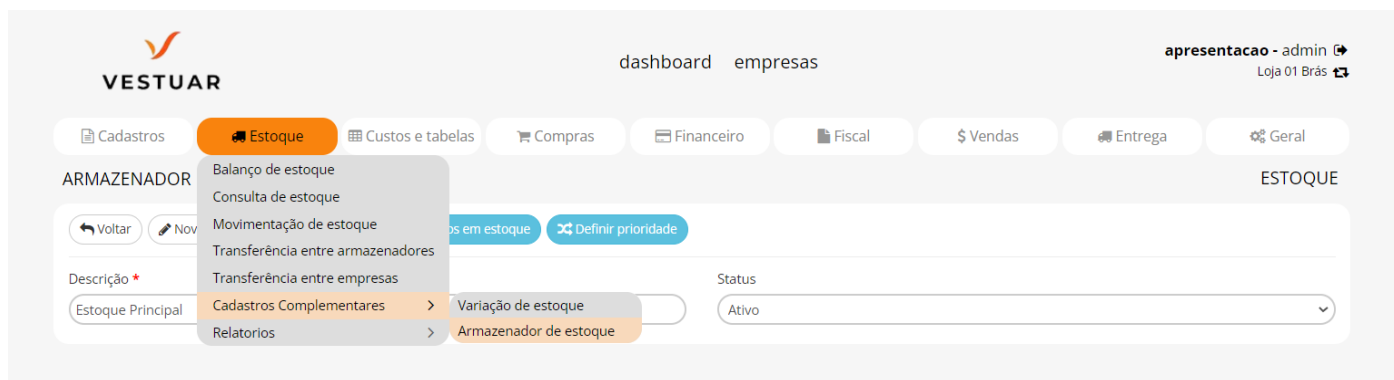 VESTUAR
dashboard empresas
apresentacao - admin
Loja 01 Brás
Cadastros Estoque Custos e tabelas Compras Financeiro Fiscal Vendas Entrega Geral
ARMAZENADOR ESTOQUE
Balanço de estoque
Consulta de estoque
Movimentação de estoque
Transferência entre armazenadores
Transferência entre empresas
Cadastros Complementares
Relatorios
Variação de estoque
Armazenador de estoque
Voltar em estoque Definir prioridade
Descrição * Status
Estoque Principal Ativo